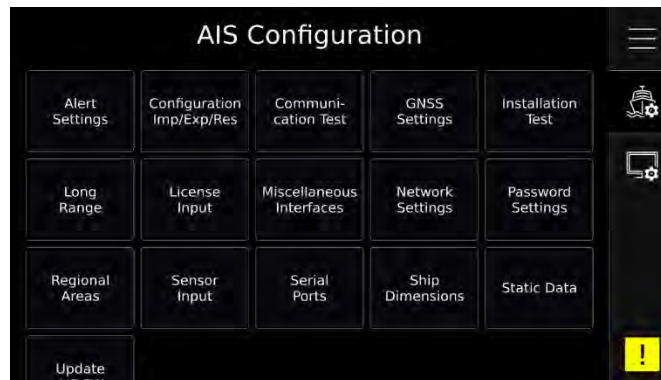 AIS Configuration
Alert
Settings
Configuration
Imp/Exp/Res
Communi-
cation Test
GNSS
Settings
Installation
Test
Long
Range
License
Input
Miscellaneous
Interfaces
Network
Settings
Password
Settings
Regional
Areas
Sensor
Input
Serial
Ports
Ship
Dimensions
Static Data
Update
!